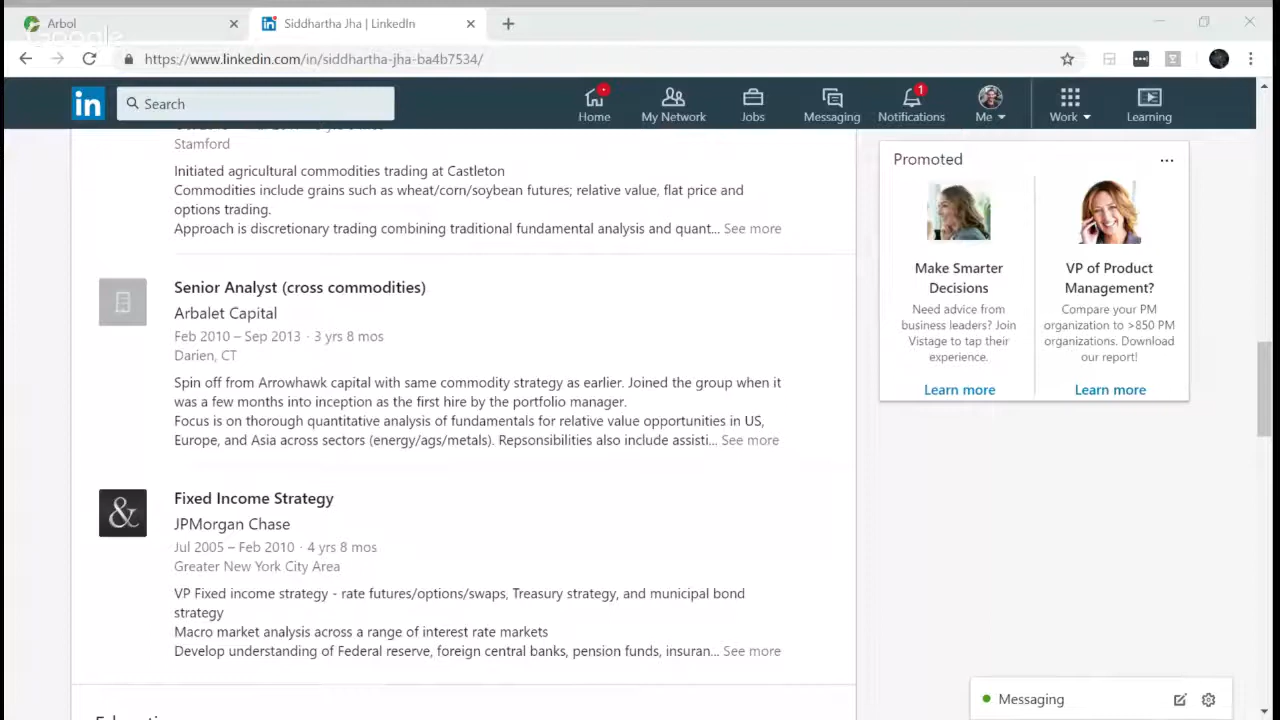 Arbol
Siddhartha Jha | LinkedIn
Google
https://www.linkedin.com/in/siddhartha-jha-ba4b7534/
in
Search
Home
My Network
Jobs
Messaging
1
Notifications
Me
Work
Learning
Stamford
Initiated agricultural commodities trading at Castleton
Commodities include grains such as wheat/corn/soybean futures; relative value, flat price and
options trading.
Approach is discretionary trading combining traditional fundamental analysis and quant... See more
Senior Analyst (cross commodities)
Arbalet Capital
Feb 2010 – Sep 2013 · 3 yrs 8 mos
Darien, CT
Spin off from Arrowhawk capital with same commodity strategy as earlier. Joined the group when it
was a few months into inception as the first hire by the portfolio manager.
Focus is on thorough quantitative analysis of fundamentals for relative value opportunities in US,
Europe, and Asia across sectors (energy/ags/metals). Repsonsibilities also include assisti... See more
&
Fixed Income Strategy
JPMorgan Chase
Jul 2005 – Feb 2010 · 4 yrs 8 mos
Greater New York City Area
VP Fixed income strategy - rate futures/options/swaps, Treasury strategy, and municipal bond
strategy
Macro market analysis across a range of interest rate markets
Develop understanding of Federal reserve, foreign central banks, pension funds, insuran... See more
Promoted
Make Smarter
Decisions
Need advice from
business leaders? Join
Vistage to tap their
experience.
Learn more
VP of Product
Management?
Compare your PM
organization to >850 PM
organizations. Download
our report!
Learn more
Messaging